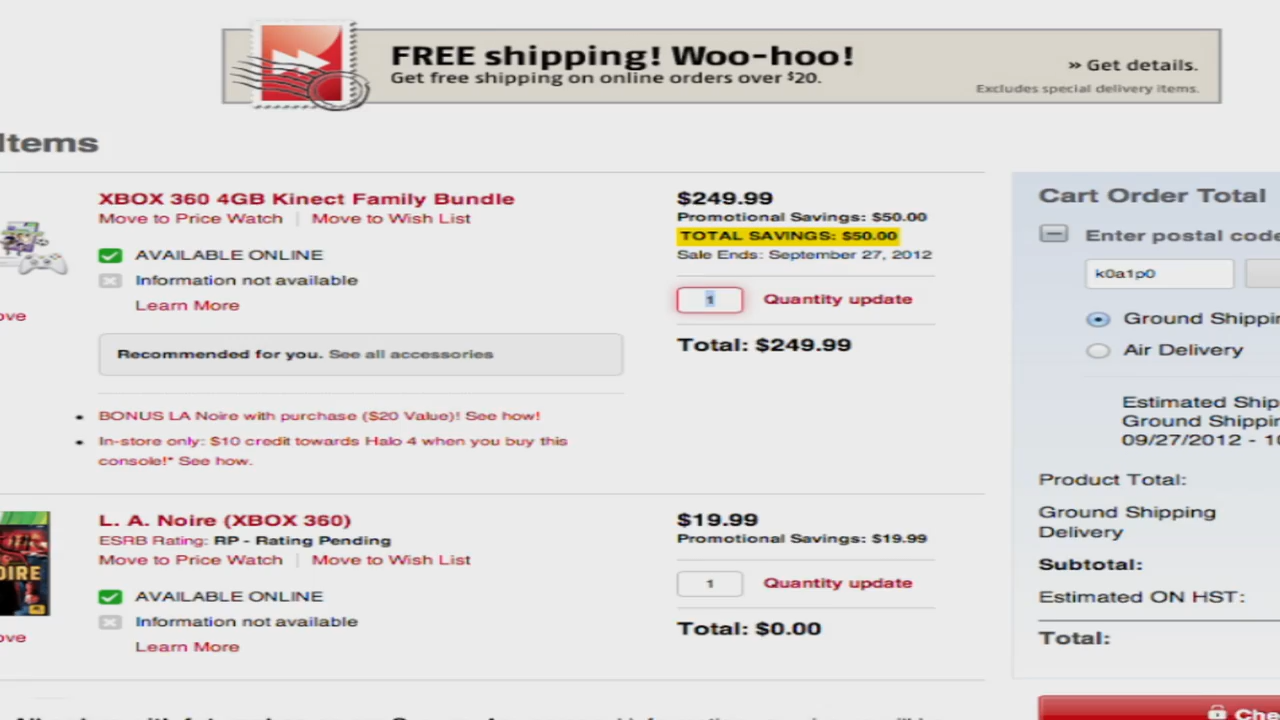 FREE shipping! Woo-hoo!
Get free shipping on online orders over $20.
» Get details.
Excludes special delivery items.
Items
XBOX 360 4GB Kinect Family Bundle
Move to Price Watch | Move to Wish List
AVAILABLE ONLINE
Information not available
Learn More
ove
Recommended for you. See all accessories
• BONUS LA Noire with purchase ($20 Value)! See how!
• In-store only: $10 credit towards Halo 4 when you buy this
console!* See how.
$249.99
Promotional Savings: $50.00
TOTAL SAVINGS: $50.00
Sale Ends: September 27, 2012
1 Quantity update
Total: $249.99
L. A. Noire (XBOX 360)
ESRB Rating: RP - Rating Pending
Move to Price Watch | Move to Wish List
AVAILABLE ONLINE
Information not available
Learn More
OIRE
ove
$19.99
Promotional Savings: $19.99
1 Quantity update
Total: $0.00
Cart Order Total
Enter postal code
k0a1p0
Ground Shippin
Air Delivery
Estimated Ship
Ground Shippin
09/27/2012 - 10
Product Total:
Ground Shipping
Delivery
Subtotal:
Estimated ON HST:
Total:
Che